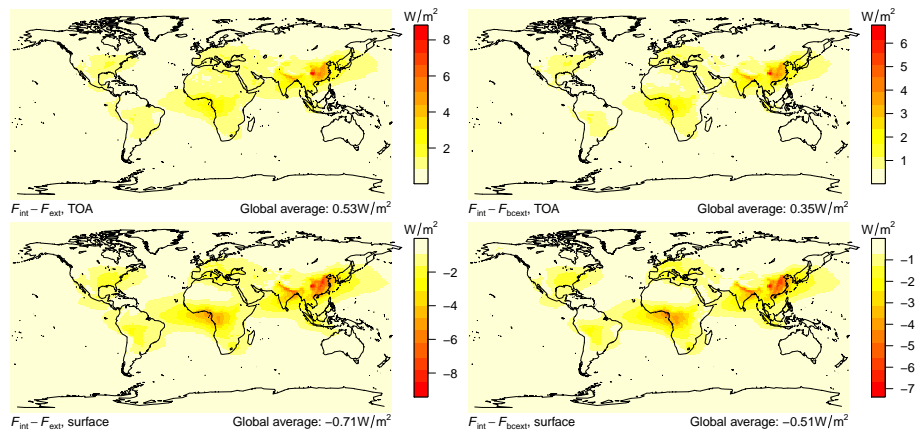 W/m²
8
6
4
2
F_int − F_ext, TOA Global average: 0.53W/m²
W/m²
6
5
4
3
2
1
F_int − F_bcext, TOA Global average: 0.35W/m²
W/m²
−2
−4
−6
−8
F_int − F_ext, surface Global average: −0.71W/m²
W/m²
−1
−2
−3
−4
−5
−6
−7
F_int − F_bcext, surface Global average: −0.51W/m²